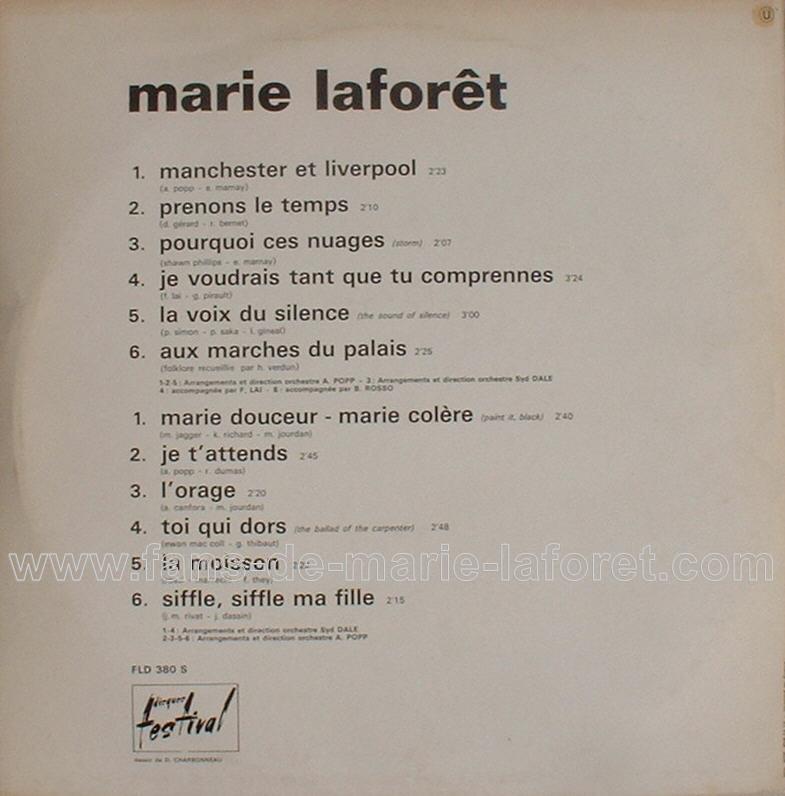 U
marie laforêt
1. manchester et liverpool 2'23
(a. popp - e. marnay)
2. prenons le temps 2'10
(d. gérard - r. bernet)
3. pourquoi ces nuages (storm) 2'07
(shawn phillips - e. marnay)
4. je voudrais tant que tu comprennes 3'24
(f. lai - g. pirault)
5. la voix du silence (the sound of silence) 3'00
(p. simon - p. saka - l. gineal)
6. aux marches du palais 2'25
(folklore recueillie par h. verdun)
1-2-5 : Arrangements et direction orchestre A. POPP - 3 : Arrangements et direction orchestre Syd DALE
4 : accompagnée par F. LAI - 6 : accompagnée par B. ROSSO
1. marie douceur - marie colère (paint it, black) 2'40
(m. jagger - k. richard - m. jourdan)
2. je t'attends 2'45
(a. popp - r. dumas)
3. l'orage 2'20
(a. canfora - m. jourdan)
4. toi qui dors (the ballad of the carpenter) 2'48
(ewan mac coll - g. thibaut)
www.fansde-marie-laforet.com
5. la moisson
f. they)
6. siffle, siffle ma fille 2'15
(j.m. rivat - j. dassin)
1-4 : Arrangements et direction orchestre Syd DALE
2-3-5-6 : Arrangements et direction orchestre A. POPP
FLD 380 S
disques
festival
dessin de D. CHARBONNEAU